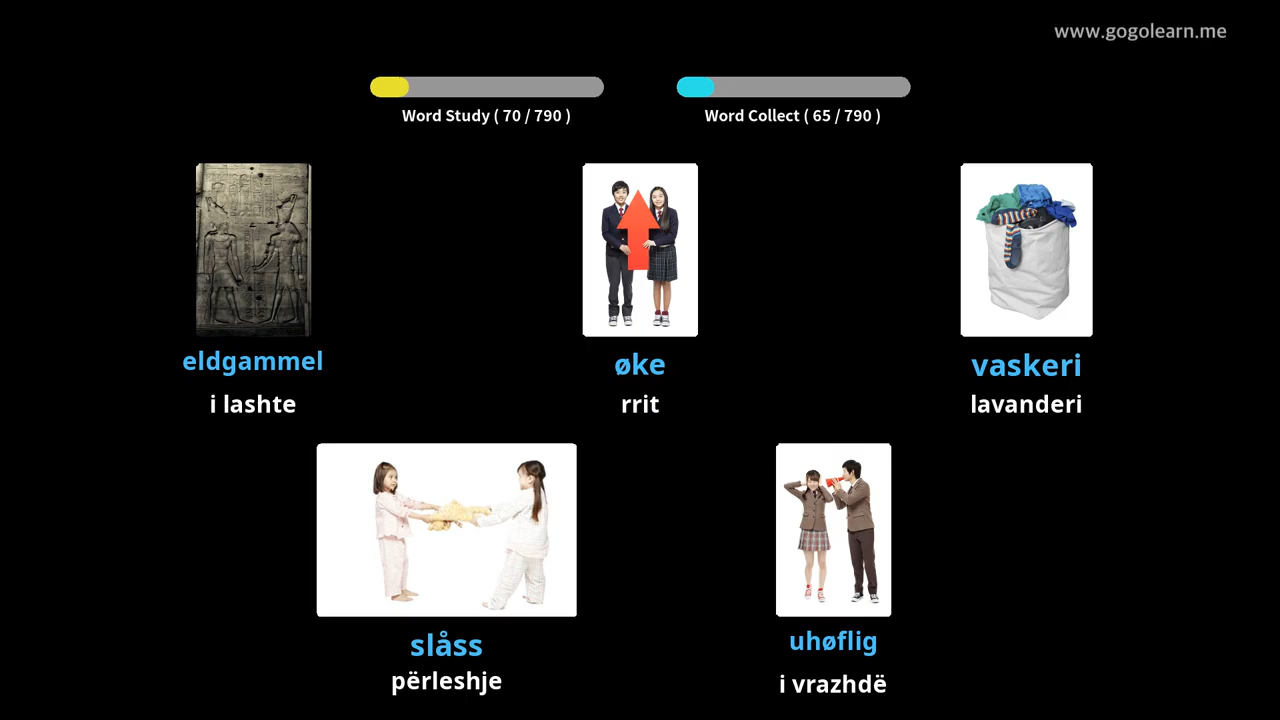 www.gogolearn.me
Word Study ( 70 / 790 )
Word Collect ( 65 / 790 )
eldgammel
i lashte
øke
rrit
vaskeri
lavanderi
slåss
përleshje
uhøflig
i vrazhdë